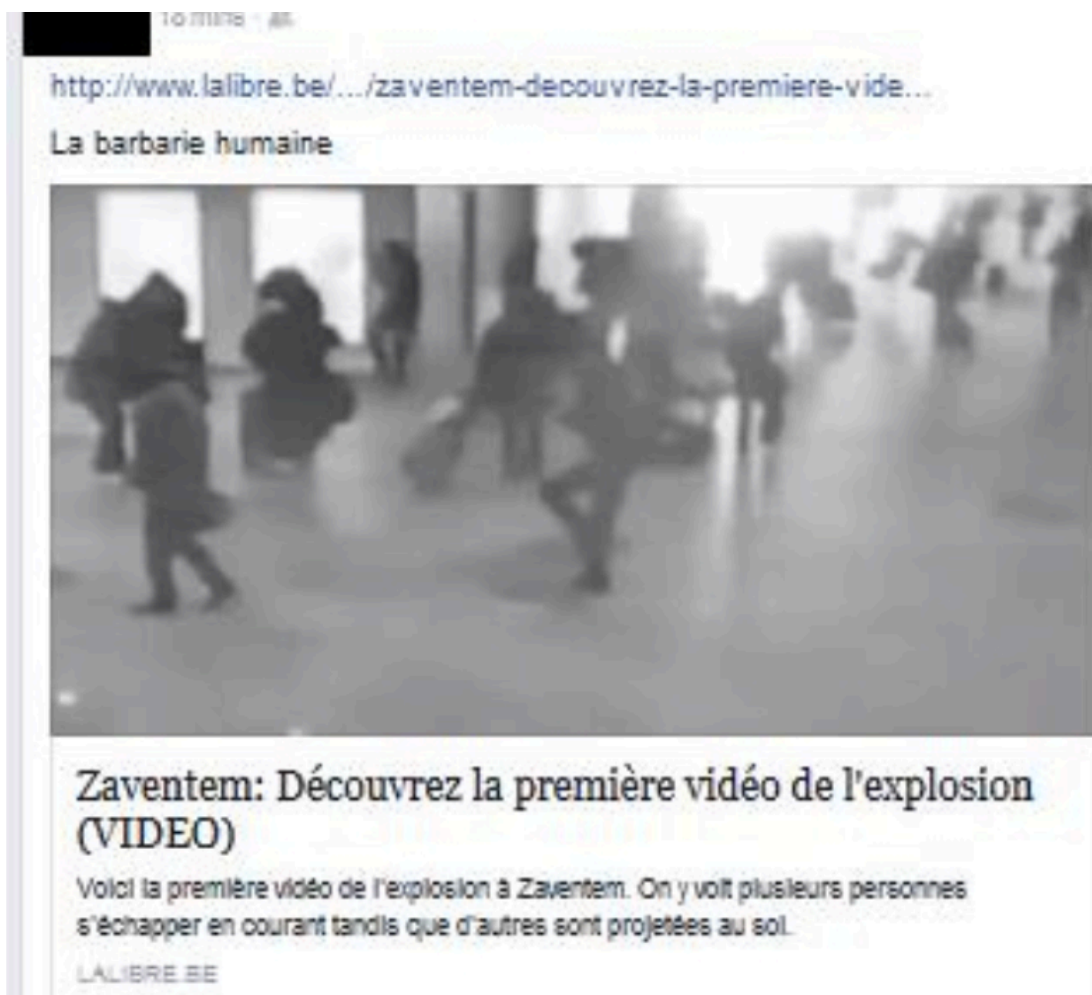 18 mins
http://www.lalibre.be/.../zaventem-decouvrez-la-premiere-vide...
La barbarie humaine
Zaventem: Découvrez la première vidéo de l'explosion
(VIDEO)
Voici la première vidéo de l'explosion à Zaventem. On y voit plusieurs personnes
s'échapper en courant tandis que d'autres sont projetées au sol.
LALIBRE.BE